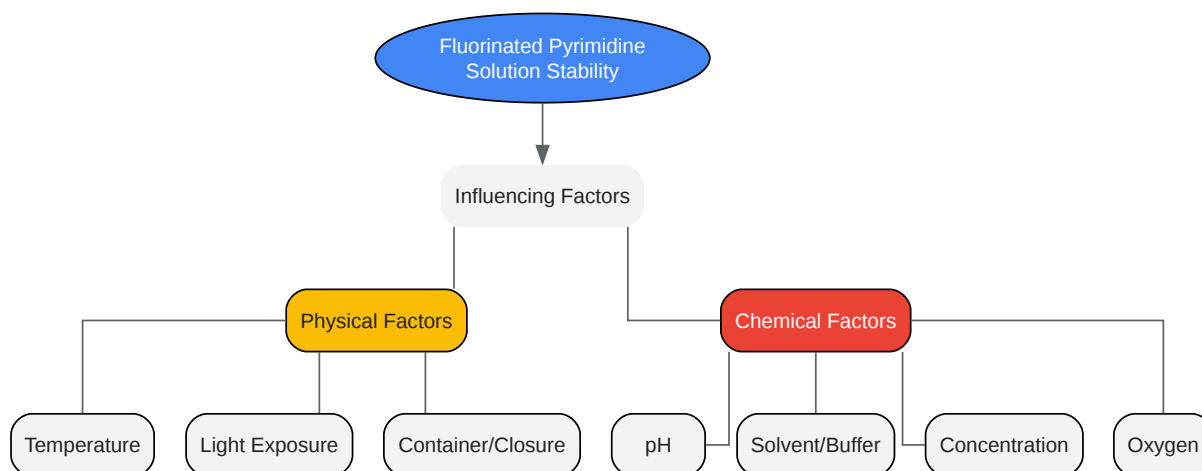 Fluorinated Pyrimidine
Solution Stability
Influencing Factors
Physical Factors
Chemical Factors
Temperature
Light Exposure
Container/Closure
pH
Solvent/Buffer
Concentration
Oxygen